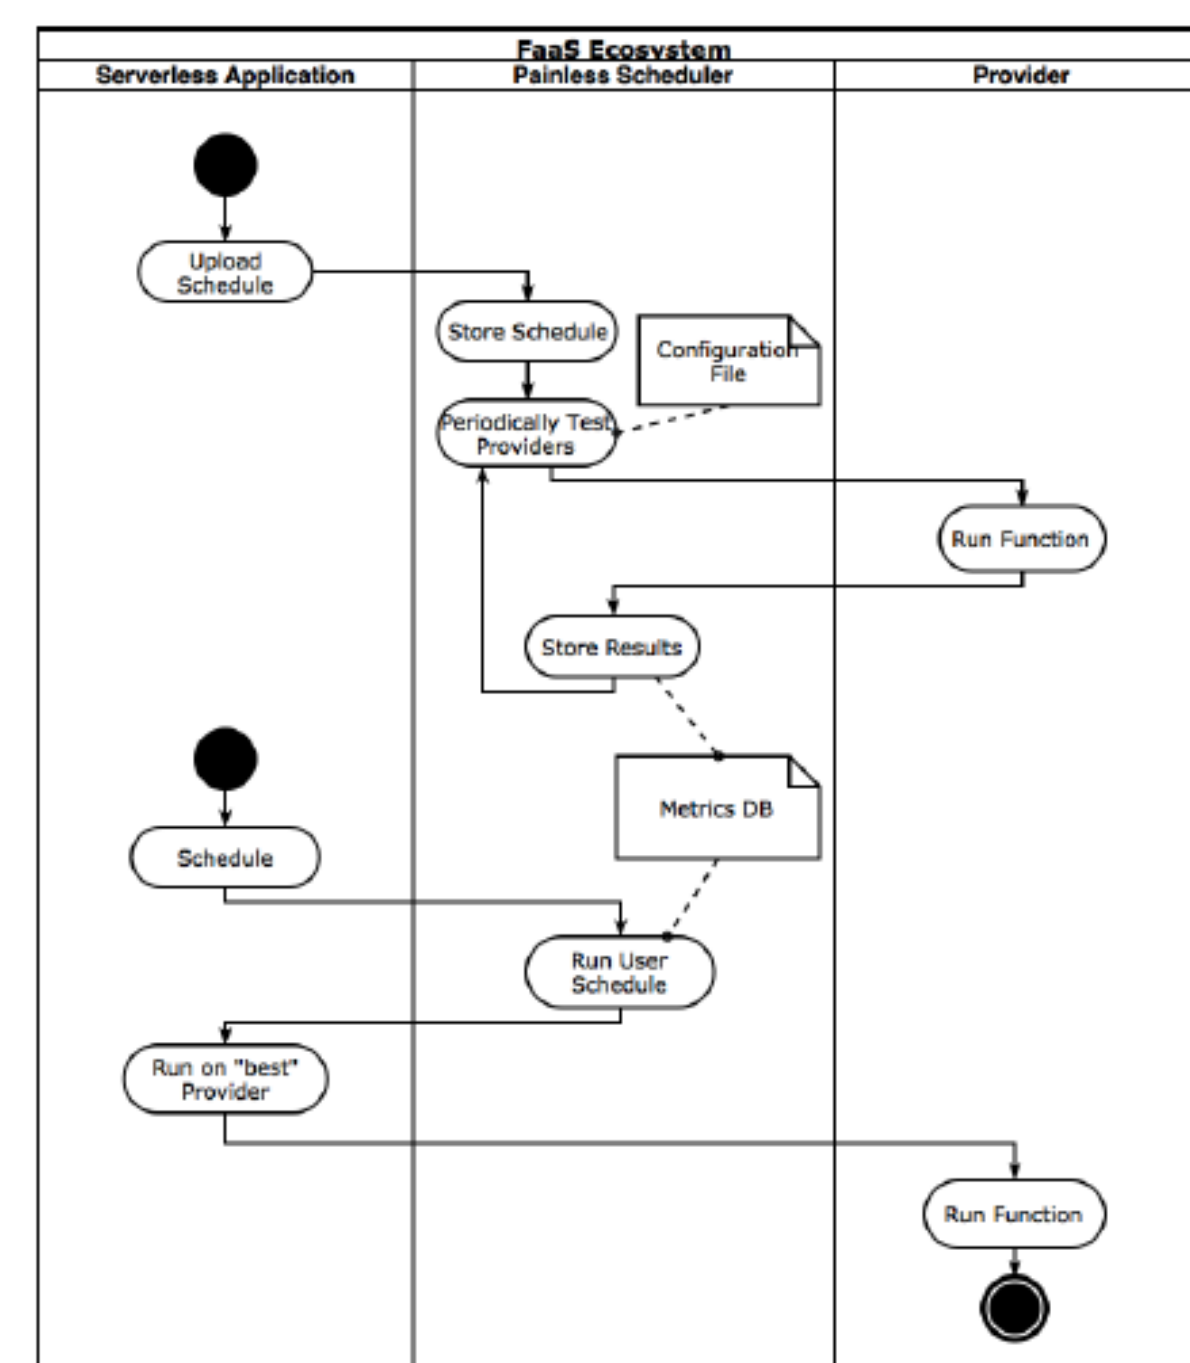 FaaS Ecosystem
Serverless Application
Painless Scheduler
Provider
Upload
Schedule
Store Schedule
Configuration
File
Periodically Test
Providers
Run Function
Store Results
Metrics DB
Schedule
Run User
Schedule
Run on "best"
Provider
Run Function